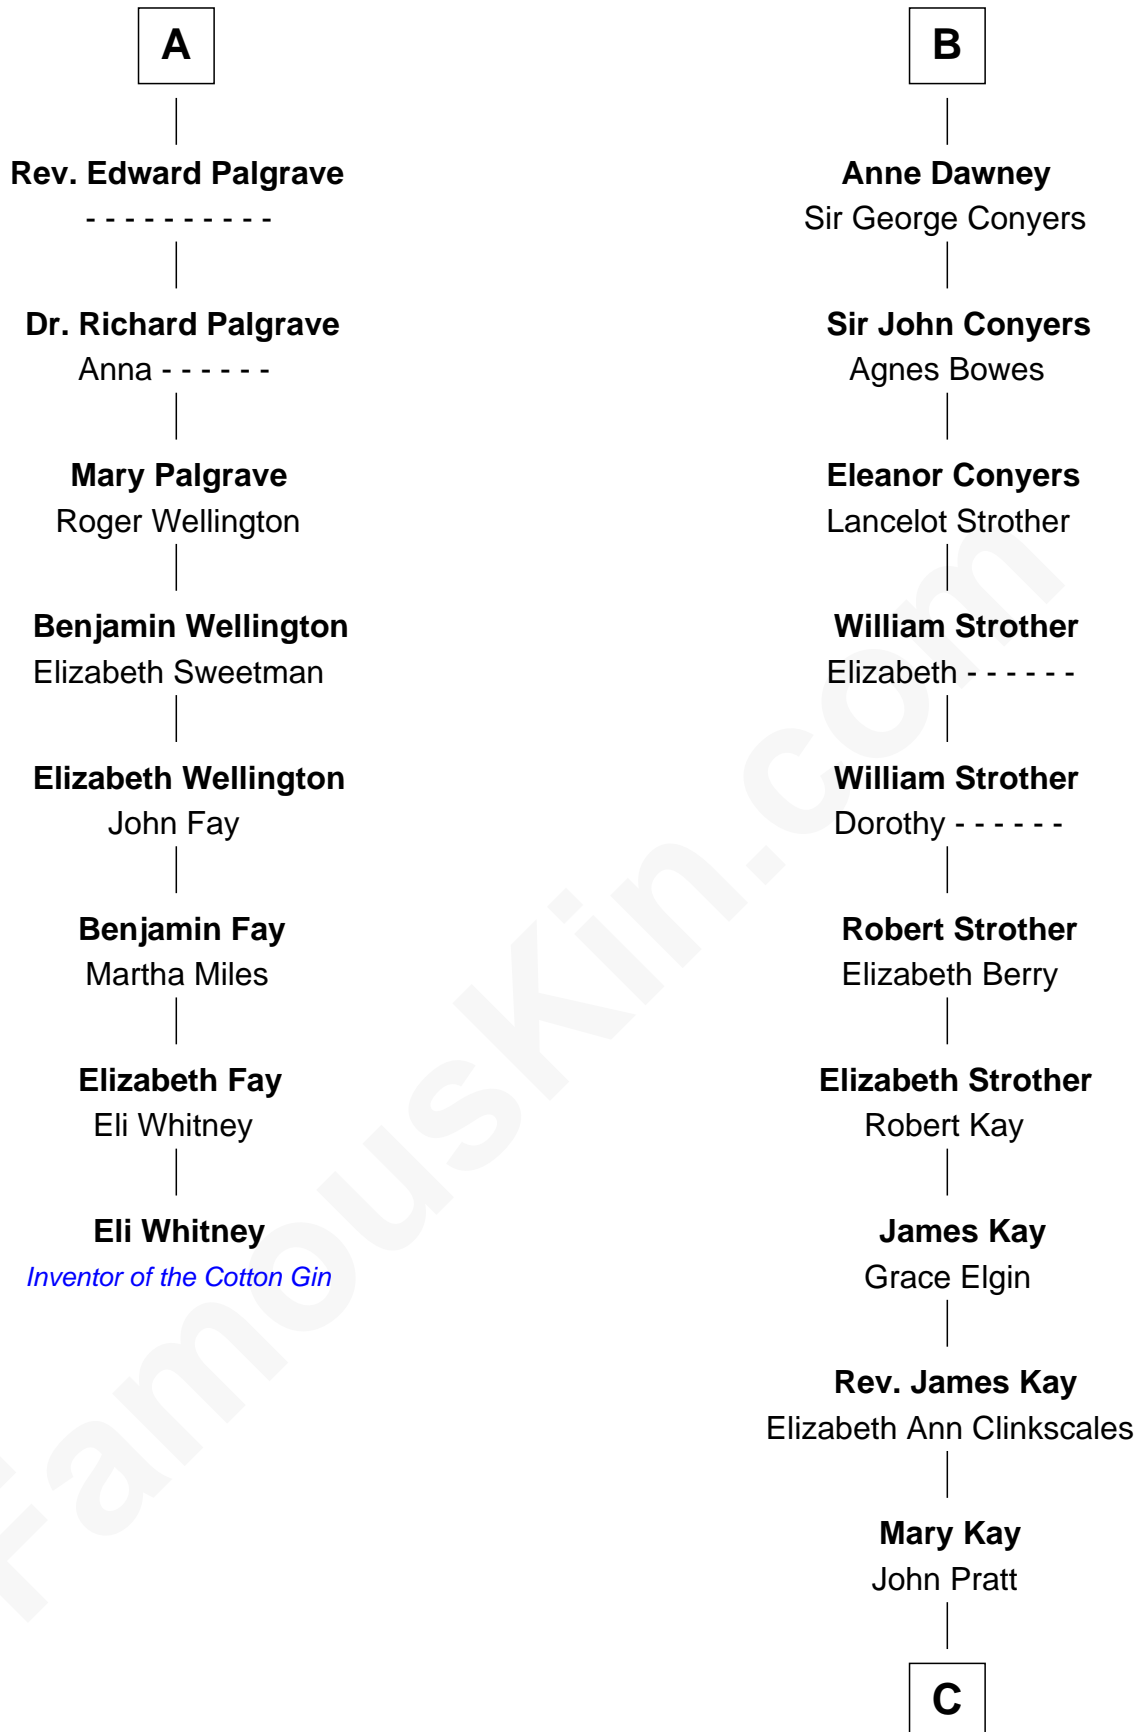 A
Rev. Edward Palgrave
- - - - - - - - - -
Dr. Richard Palgrave
Anna - - - - - -
Mary Palgrave
Roger Wellington
Benjamin Wellington
Elizabeth Sweetman
Elizabeth Wellington
John Fay
Benjamin Fay
Martha Miles
Elizabeth Fay
Eli Whitney
Eli Whitney
Inventor of the Cotton Gin
B
Anne Dawney
Sir George Conyers
Sir John Conyers
Agnes Bowes
Eleanor Conyers
Lancelot Strother
William Strother
Elizabeth - - - - - -
William Strother
Dorothy - - - - - -
Robert Strother
Elizabeth Berry
Elizabeth Strother
Robert Kay
James Kay
Grace Elgin
Rev. James Kay
Elizabeth Ann Clinkscales
Mary Kay
John Pratt
C
FamousKin.com